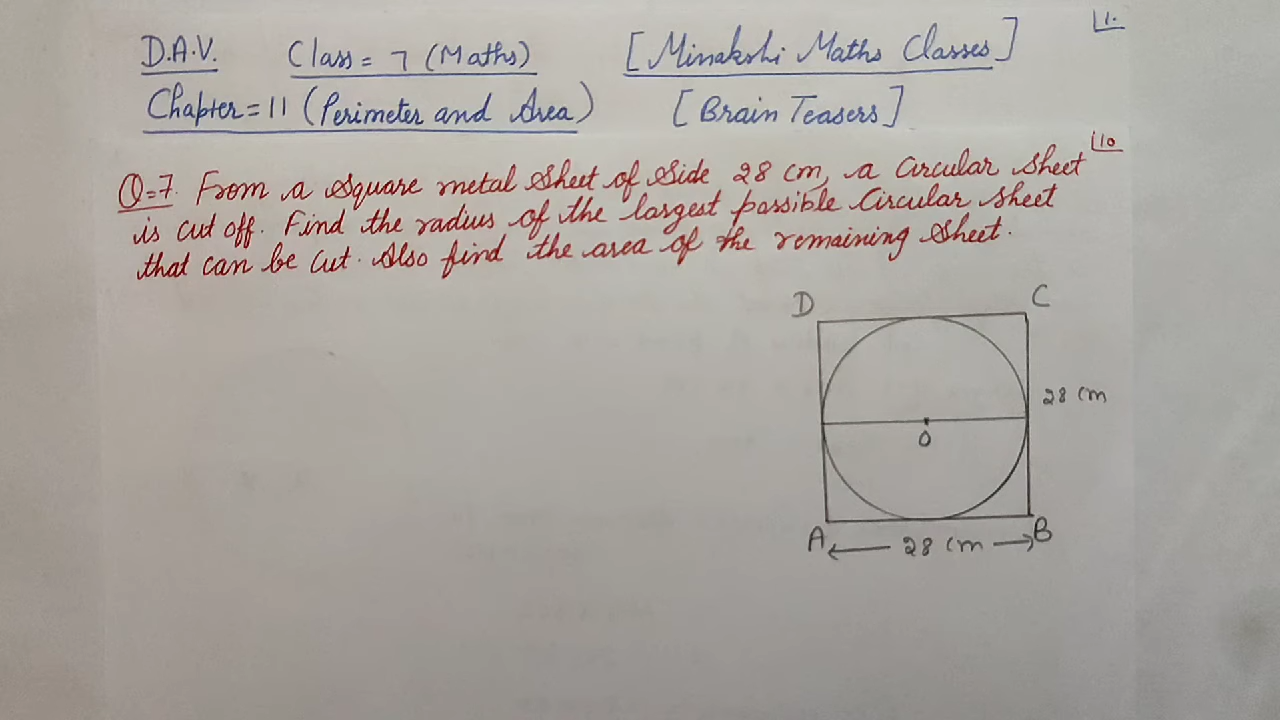 D.A.V. Class = 7 (Maths) [Minakshi Maths Classes] 1.
Chapter = 11 (Perimeter and Area) [Brain Teasers]
10
Q=7. From a square metal sheet of side 28 cm, a circular sheet
is cut off. Find the radius of the largest possible circular sheet
that can be cut. Also find the area of the remaining sheet.
D C
28 cm
O
A 28 cm B